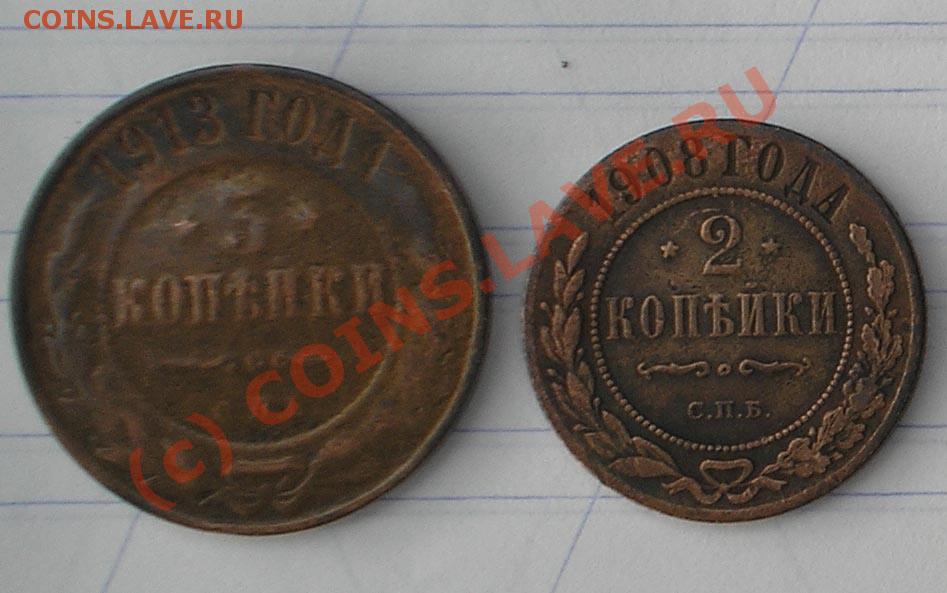 COINS.LAVE.RU
1913 ГОДА
3
КОПѢЙКИ
1908 ГОДА
2
КОПѢЙКИ
С.П.Б.
(c) COINS.LAVE.RU